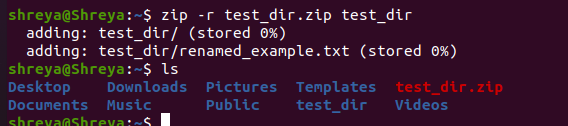 shreya@Shreya:~$ zip -r test_dir.zip test_dir
  adding: test_dir/ (stored 0%)
  adding: test_dir/renamed_example.txt (stored 0%)
shreya@Shreya:~$ ls
Desktop    Downloads  Pictures  Templates  test_dir.zip
Documents  Music      Public    test_dir   Videos
shreya@Shreya:~$